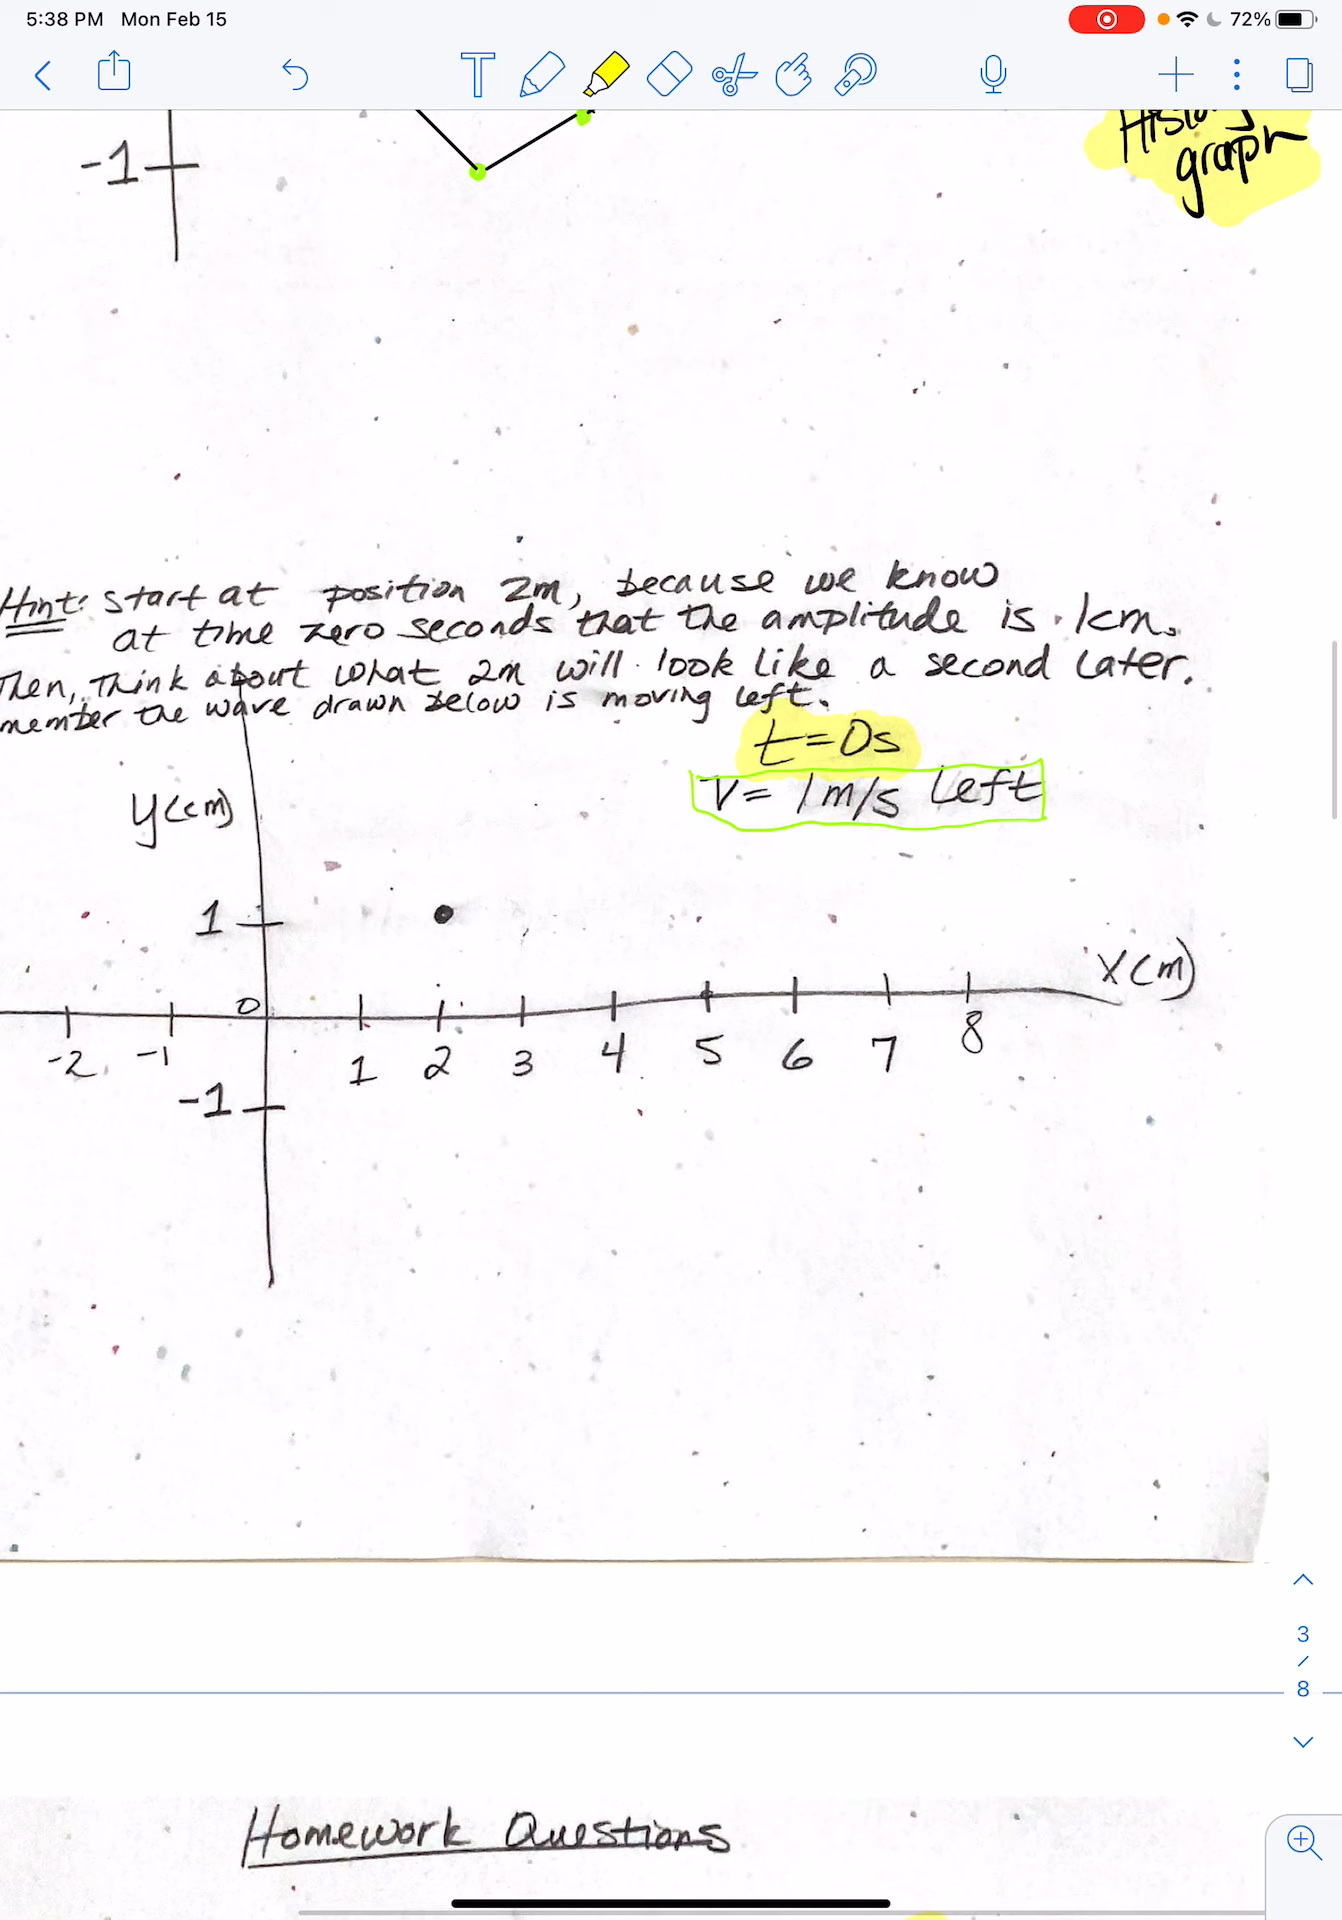 5:38 PM Mon Feb 15
72%
-1
graph
Hint: start at position 2m, because we know
at time zero seconds that the amplitude is 1cm.
Then, Think about what 2m will look like a second later.
member the wave drawn below is moving left.
t=0s
V= 1m/s Left
y(cm)
1
x(m)
0
-2 -1 1 2 3 4 5 6 7 8
-1
3
/
8
Homework Questions